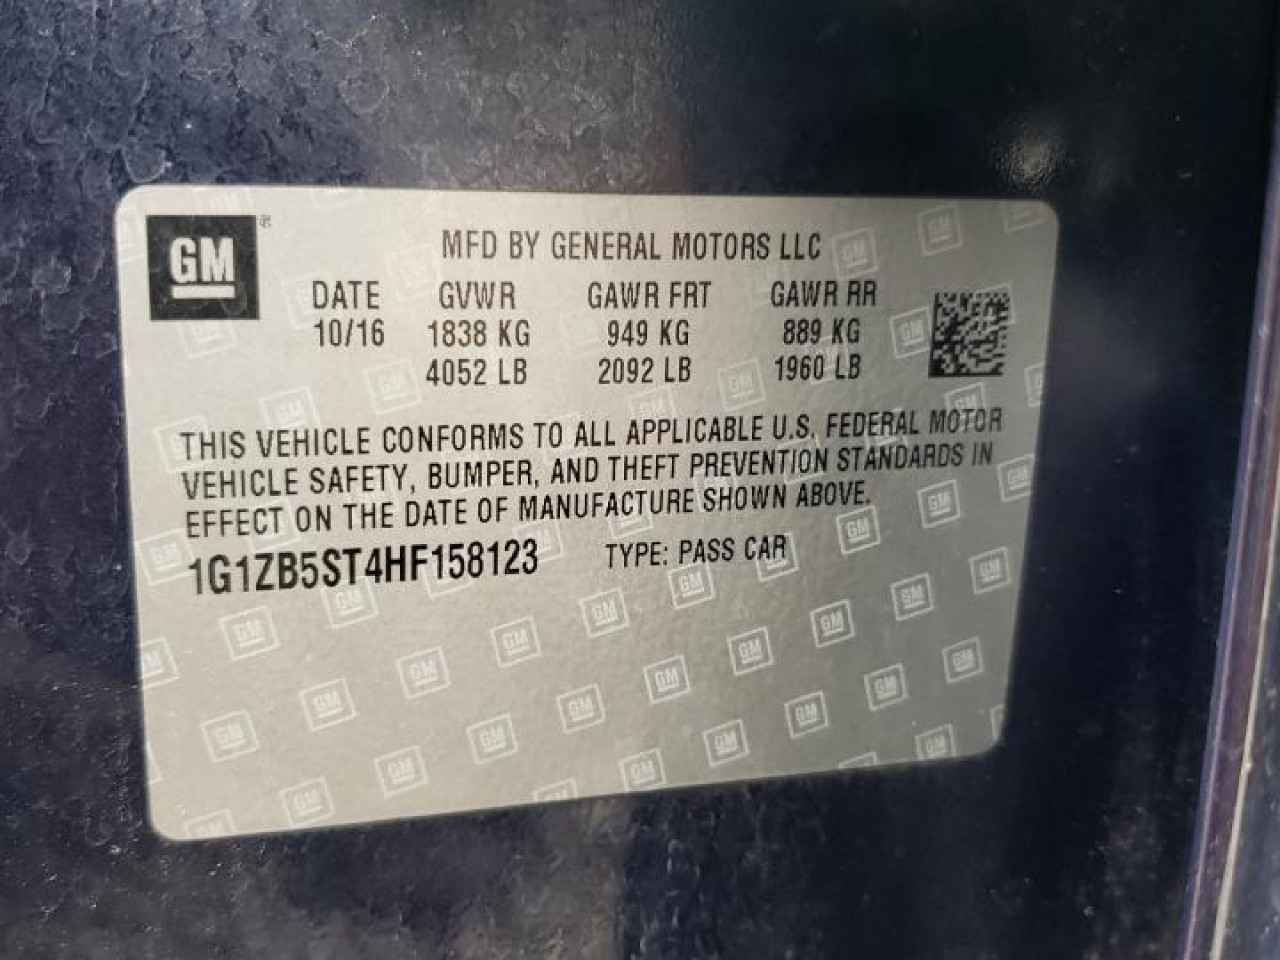 GM ®
MFD BY GENERAL MOTORS LLC
DATE GVWR GAWR FRT GAWR RR
10/16 1838 KG 949 KG 889 KG
4052 LB 2092 LB 1960 LB
THIS VEHICLE CONFORMS TO ALL APPLICABLE U.S. FEDERAL MOTOR
VEHICLE SAFETY, BUMPER, AND THEFT PREVENTION STANDARDS IN
EFFECT ON THE DATE OF MANUFACTURE SHOWN ABOVE.
1G1ZB5ST4HF158123 TYPE: PASS CAR